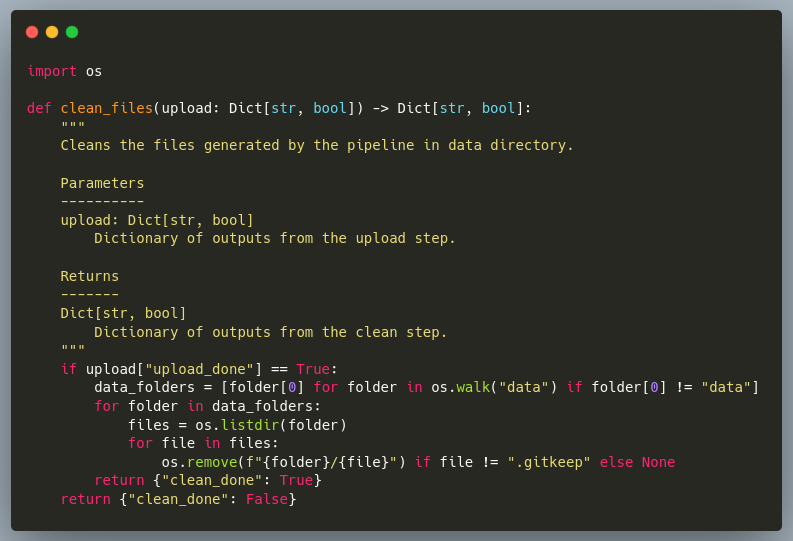 import os

def clean_files(upload: Dict[str, bool]) -> Dict[str, bool]:
    """
    Cleans the files generated by the pipeline in data directory.

    Parameters
    ----------
    upload: Dict[str, bool]
        Dictionary of outputs from the upload step.

    Returns
    -------
    Dict[str, bool]
        Dictionary of outputs from the clean step.
    """
    if upload["upload_done"] == True:
        data_folders = [folder[0] for folder in os.walk("data") if folder[0] != "data"]
        for folder in data_folders:
            files = os.listdir(folder)
            for file in files:
                os.remove(f"{folder}/{file}") if file != ".gitkeep" else None
        return {"clean_done": True}
    return {"clean_done": False}